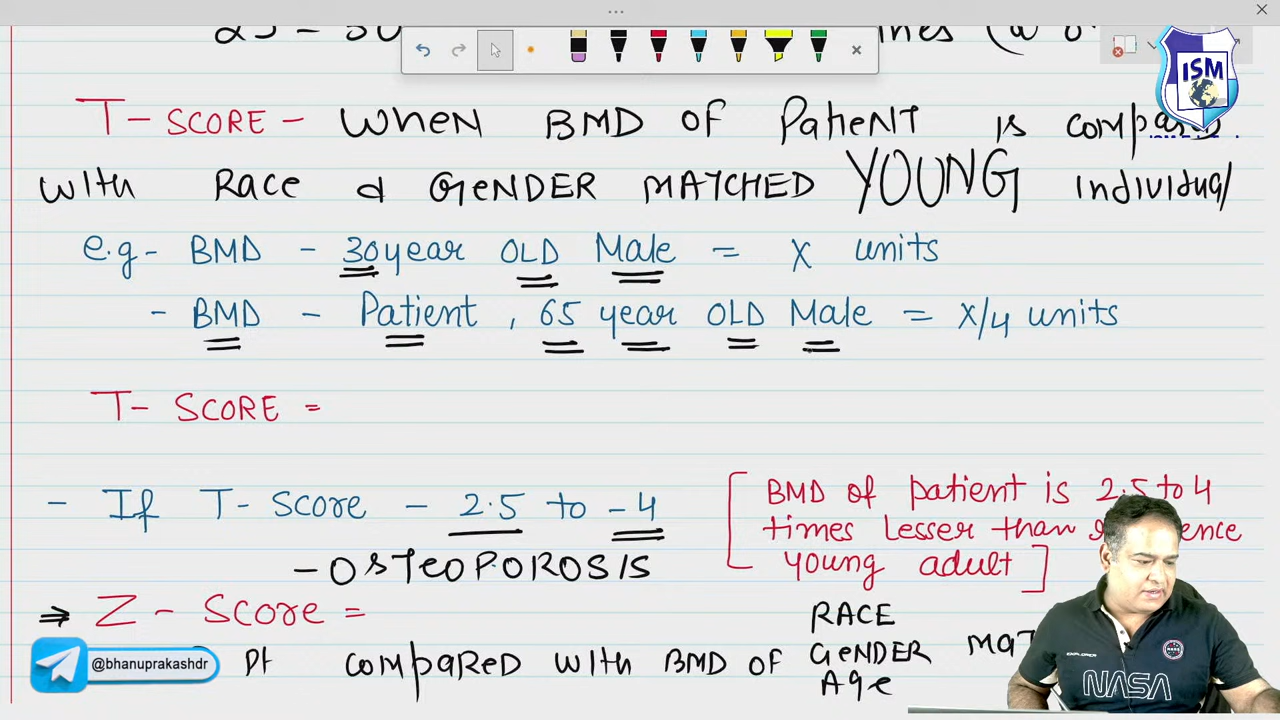 T-SCORE - WHEN BMD OF PatieNT is compared
WITH Race & GENDER MATCHED YOUNG Individual
e.g - BMD - 30year OLD Male = X units
- BMD - Patient, 65 year OLD Male = X/4 units
T- SCORE =
- If T- Score - 2.5 to - 4
- OSTEOPOROSIS
[BMD of patient is 2.5 to 4
times Lesser than
young adult]
⇒ Z - Score =
Pt compared with BMD of RACE
GENDER
Age
@bhanuprakashdr
ISM
EXPLORER
NASA